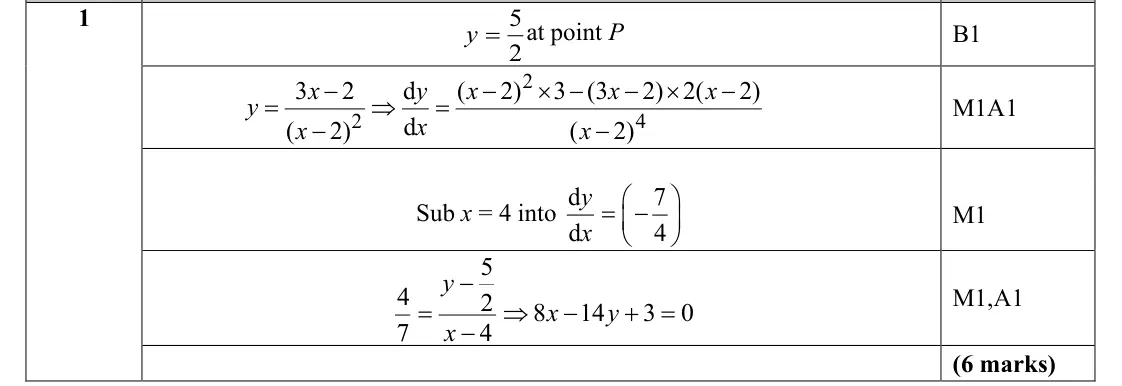 1
y = 5/2 at point P
B1
y = (3x − 2)/(x − 2)² ⇒ dy/dx = ((x − 2)² × 3 − (3x − 2) × 2(x − 2))/(x − 2)⁴
M1A1
Sub x = 4 into dy/dx = (− 7/4)
M1
4/7 = (y − 5/2)/(x − 4) ⇒ 8x − 14y + 3 = 0
M1,A1
(6 marks)